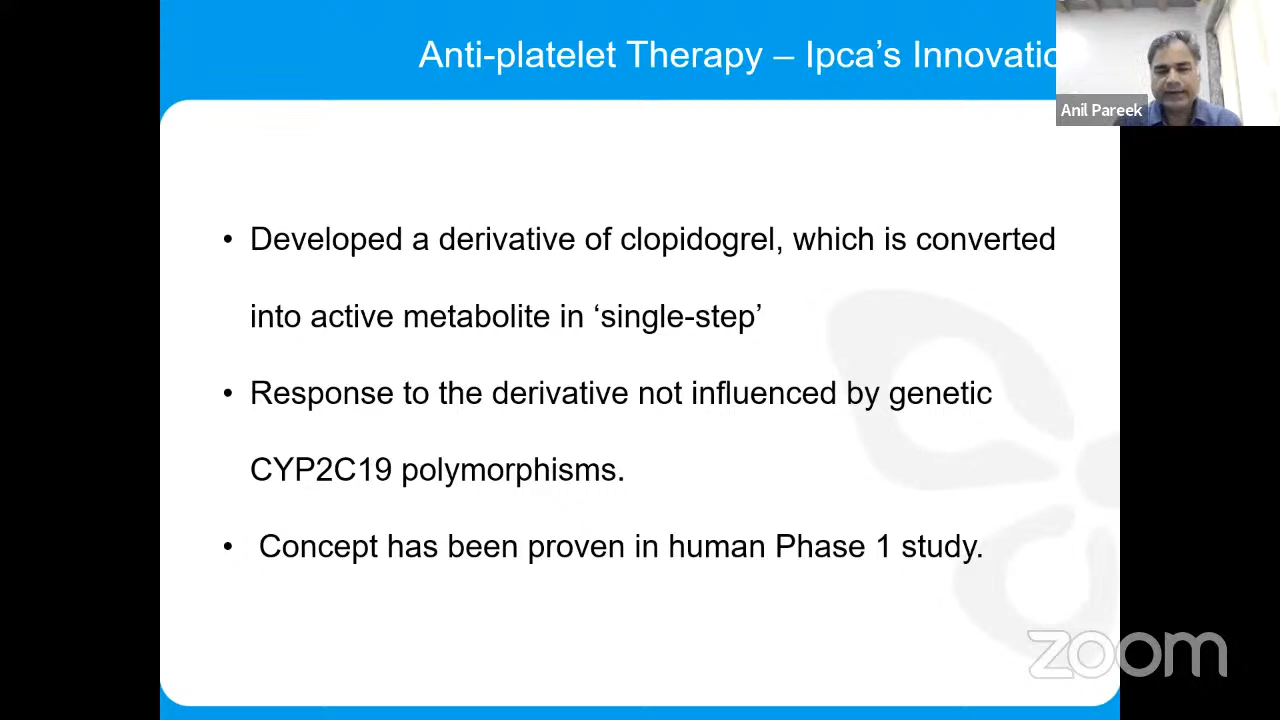 Anti-platelet Therapy – Ipca's Innovatio
Anil Pareek
• Developed a derivative of clopidogrel, which is converted
into active metabolite in ‘single-step’
• Response to the derivative not influenced by genetic
CYP2C19 polymorphisms.
• Concept has been proven in human Phase 1 study.
zoom